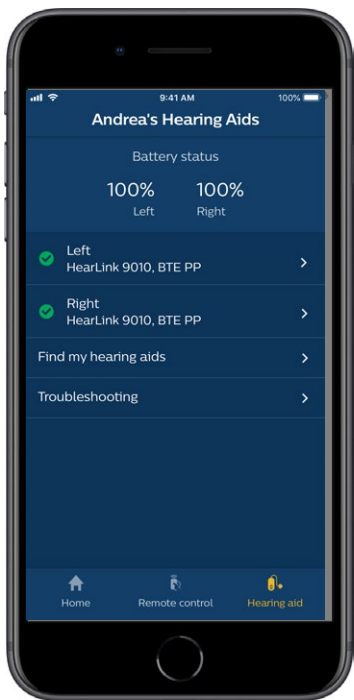 9:41 AM
100%
Andrea's Hearing Aids
Battery status
100% 100%
Left Right
Left
HearLink 9010, BTE PP
Right
HearLink 9010, BTE PP
Find my hearing aids
Troubleshooting
Home Remote control Hearing aid